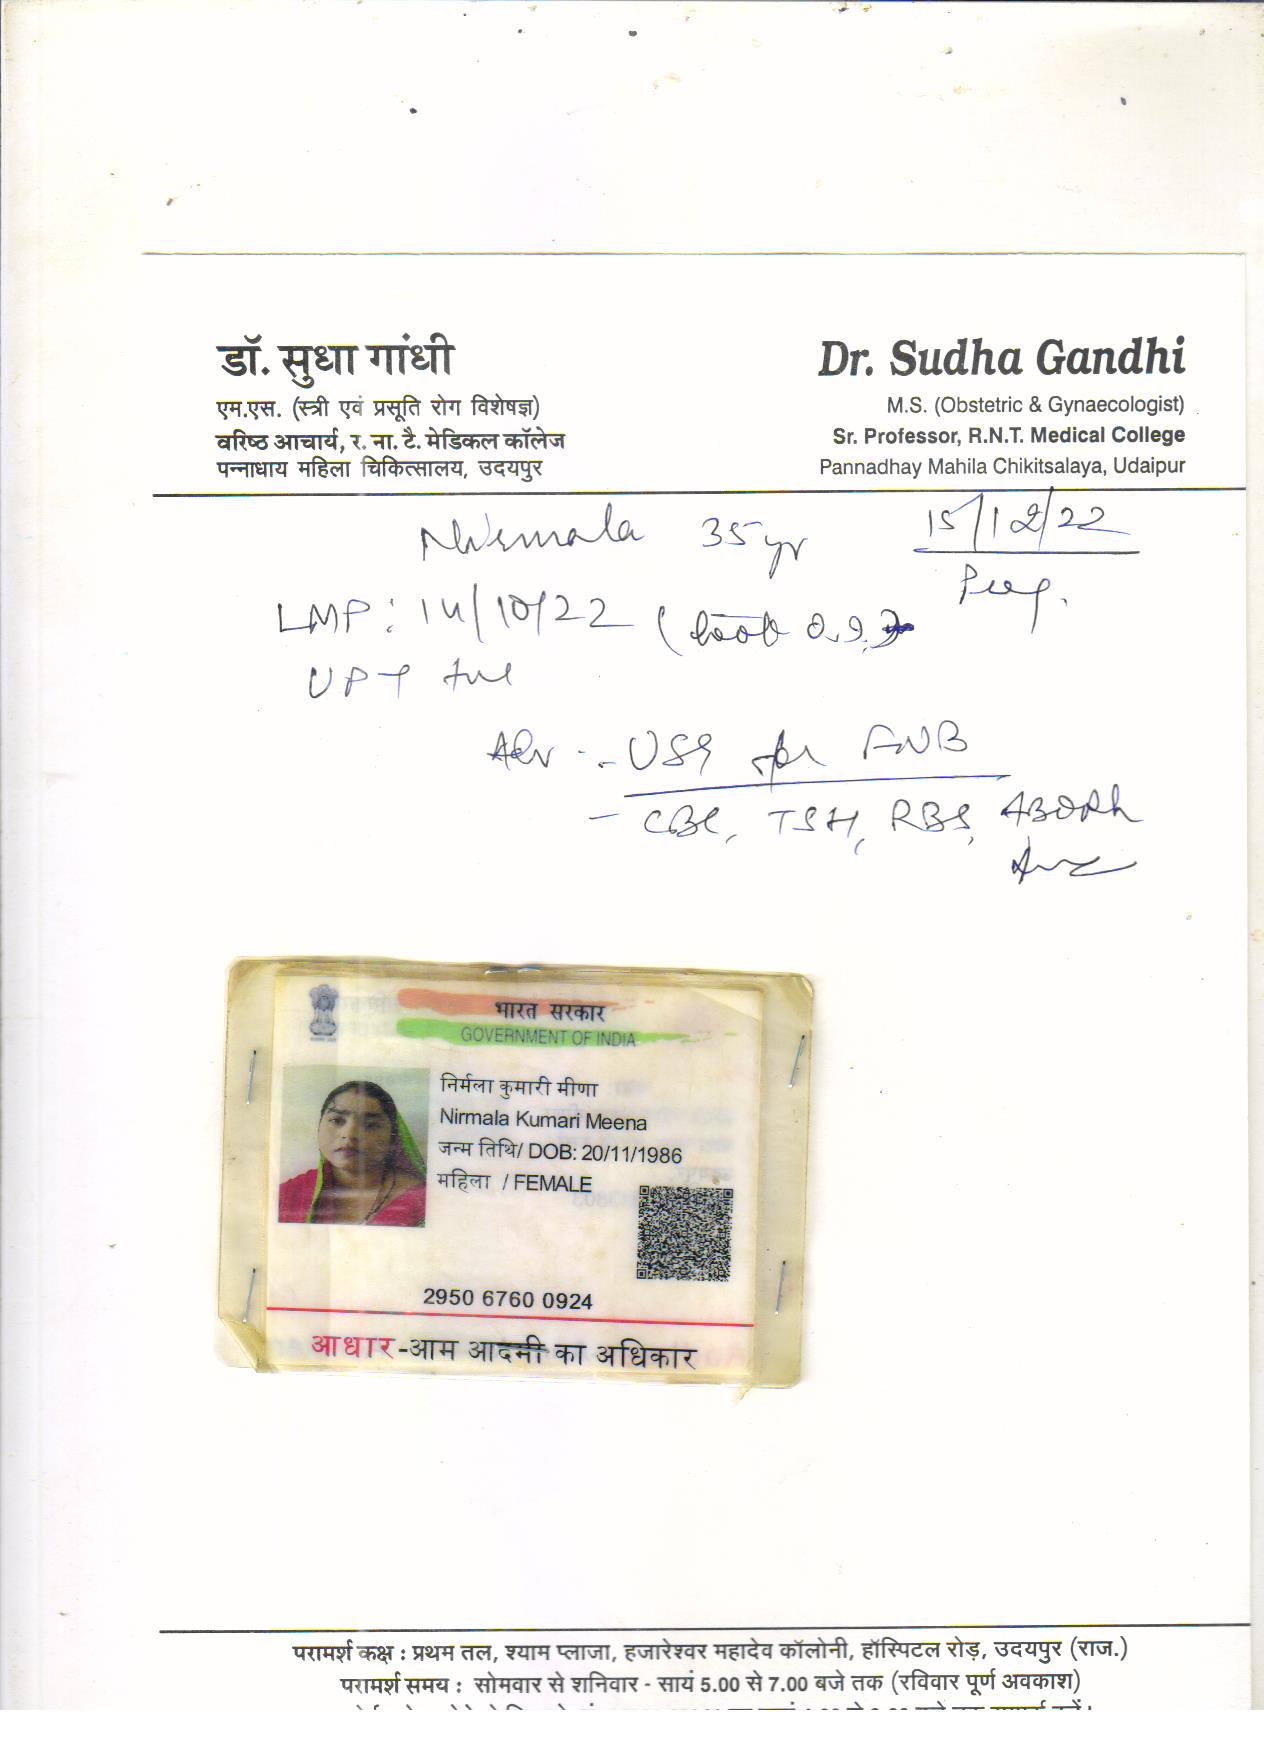 डॉ. सुधा गांधी
एम.एस. (स्त्री एवं प्रसूति रोग विशेषज्ञ)
वरिष्ठ आचार्य, र. ना. टै. मेडिकल कॉलेज
पन्नाधाय महिला चिकित्सालय, उदयपुर
Dr. Sudha Gandhi
M.S. (Obstetric & Gynaecologist)
Sr. Professor, R.N.T. Medical College
Pannadhay Mahila Chikitsalaya, Udaipur
Nirmala 35 yr 15/12/22
LMP: 14/10/22
UPT +ve
Adv - USG for FWB
- CBC, TSH, RBS, ABORh
भारत सरकार
GOVERNMENT OF INDIA
निर्मला कुमारी मीणा
Nirmala Kumari Meena
जन्म तिथि/ DOB: 20/11/1986
महिला / FEMALE
2950 6760 0924
आधार-आम आदमी का अधिकार
परामर्श कक्ष : प्रथम तल, श्याम प्लाजा, हजारेश्वर महादेव कॉलोनी, हॉस्पिटल रोड़, उदयपुर (राज.)
परामर्श समय : सोमवार से शनिवार - सायं 5.00 से 7.00 बजे तक (रविवार पूर्ण अवकाश)